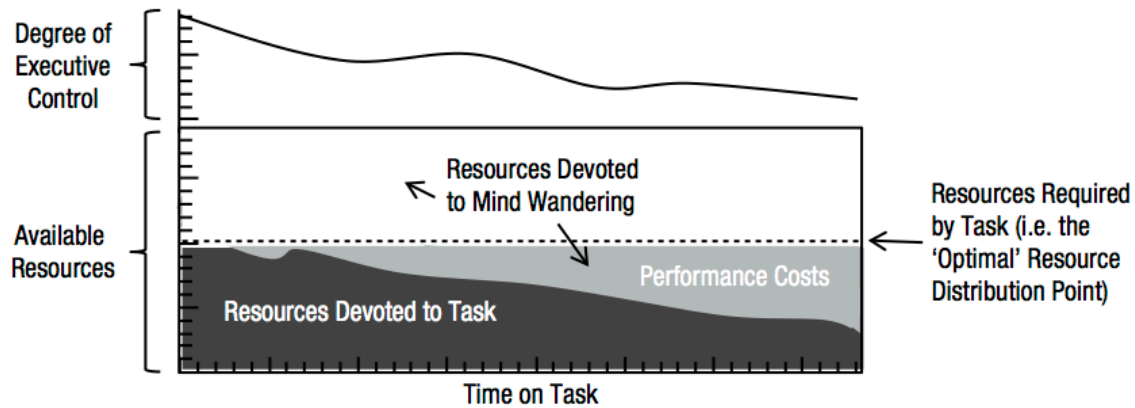 Degree of
Executive
Control
Resources Devoted
to Mind Wandering
Resources Required
by Task (i.e. the
‘Optimal’ Resource
Distribution Point)
Available
Resources
Performance Costs
Resources Devoted to Task
Time on Task